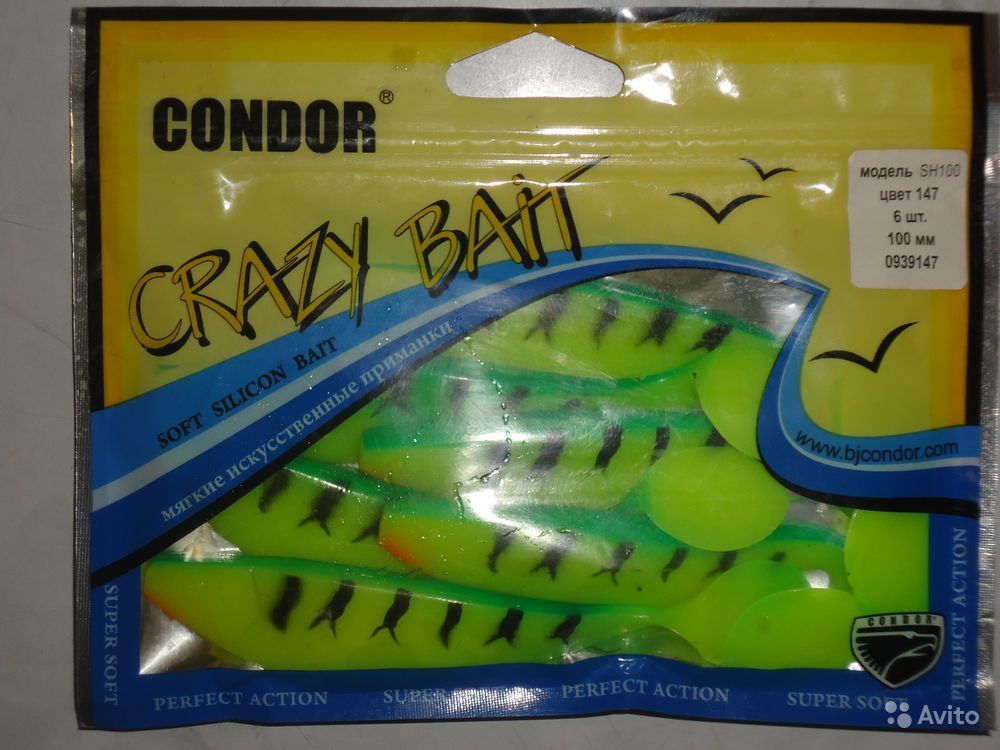 CONDOR®
модель SH100
цвет 147
6 шт.
100 мм
0939147
CRAZY BAiT
SOFT SILICON BAIT
мягкие искусственные приманки
www.bjcondor.com
SUPER SOFT
PERFECT ACTION
CONDOR
PERFECT ACTION
SUPER
PERFECT ACTION
SUPER SOFT
Avito